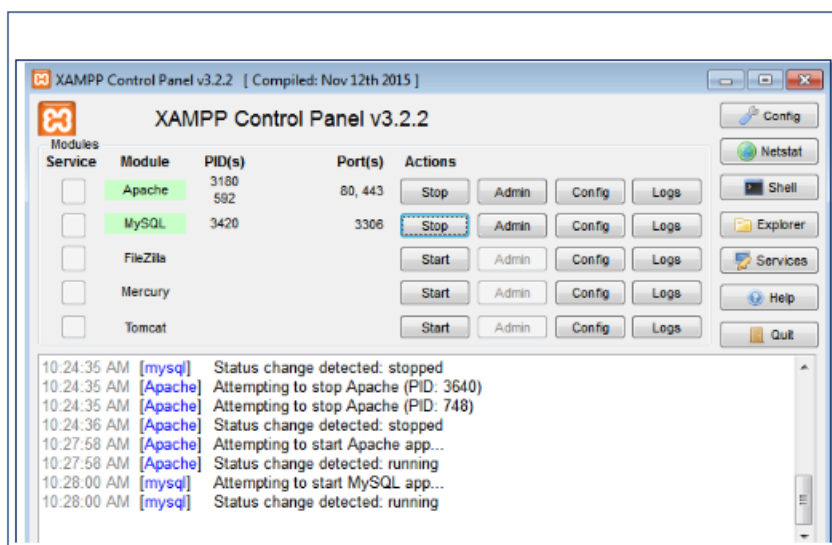 XAMPP Control Panel v3.2.2 [ Compiled: Nov 12th 2015 ]
XAMPP Control Panel v3.2.2
Config
Modules
Service Module PID(s) Port(s) Actions
Netstat
Apache 3180 592 80, 443 Stop Admin Config Logs
Shell
MySQL 3420 3306 Stop Admin Config Logs
Explorer
FileZilla Start Admin Config Logs
Services
Mercury Start Admin Config Logs
Help
Tomcat Start Admin Config Logs
Quit
10:24:35 AM [mysql] Status change detected: stopped
10:24:35 AM [Apache] Attempting to stop Apache (PID: 3640)
10:24:35 AM [Apache] Attempting to stop Apache (PID: 748)
10:24:36 AM [Apache] Status change detected: stopped
10:27:58 AM [Apache] Attempting to start Apache app...
10:27:58 AM [Apache] Status change detected: running
10:28:00 AM [mysql] Attempting to start MySQL app...
10:28:00 AM [mysql] Status change detected: running